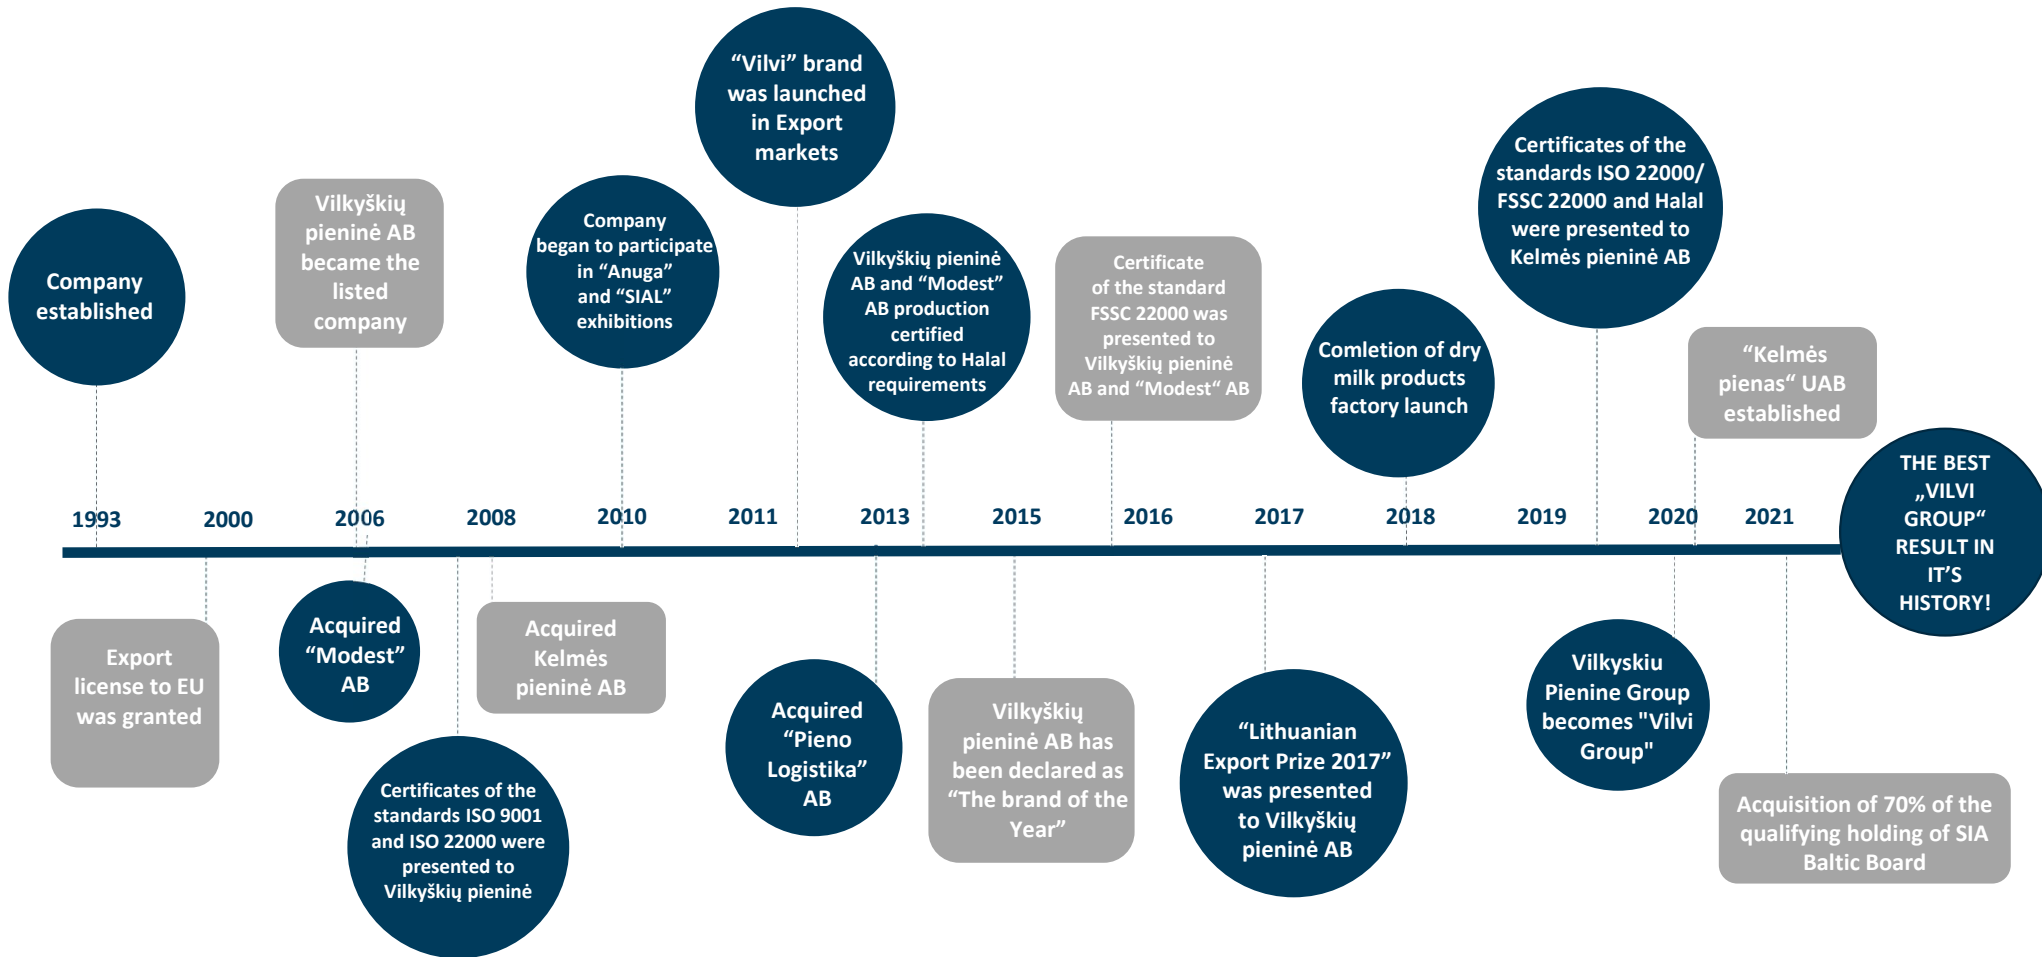 “Vilvi” brand
was launched
in Export
markets
Certificates of the
standards ISO 22000/
FSSC 22000 and Halal
were presented to
Kelmės pieninė AB
Vilkyškių
pieninė AB
became the
listed
company
Company
began to participate
in “Anuga”
and “SIAL”
exhibitions
Company
established
Vilkyškių pieninė
AB and “Modest”
AB production
certified
according to Halal
requirements
Certificate
of the standard
FSSC 22000 was
presented to
Vilkyškių pieninė
AB and “Modest“ AB
Comletion of dry
milk products
factory launch
“Kelmės
pienas“ UAB
established
THE BEST
„VILVI
GROUP“
RESULT IN
IT’S
HISTORY!
1993 2000 2006 2008 2010 2011 2013 2015 2016 2017 2018 2019 2020 2021
Export
license to EU
was granted
Acquired
“Modest”
AB
Certificates of the
standards ISO 9001
and ISO 22000 were
presented to
Vilkyškių pieninė
Acquired
Kelmės
pieninė AB
Acquired
“Pieno
Logistika”
AB
Vilkyškių
pieninė AB has
been declared as
“The brand of the
Year”
“Lithuanian
Export Prize 2017”
was presented
to Vilkyškių
pieninė AB
Vilkyskiu
Pienine Group
becomes "Vilvi
Group"
Acquisition of 70% of the
qualifying holding of SIA
Baltic Board